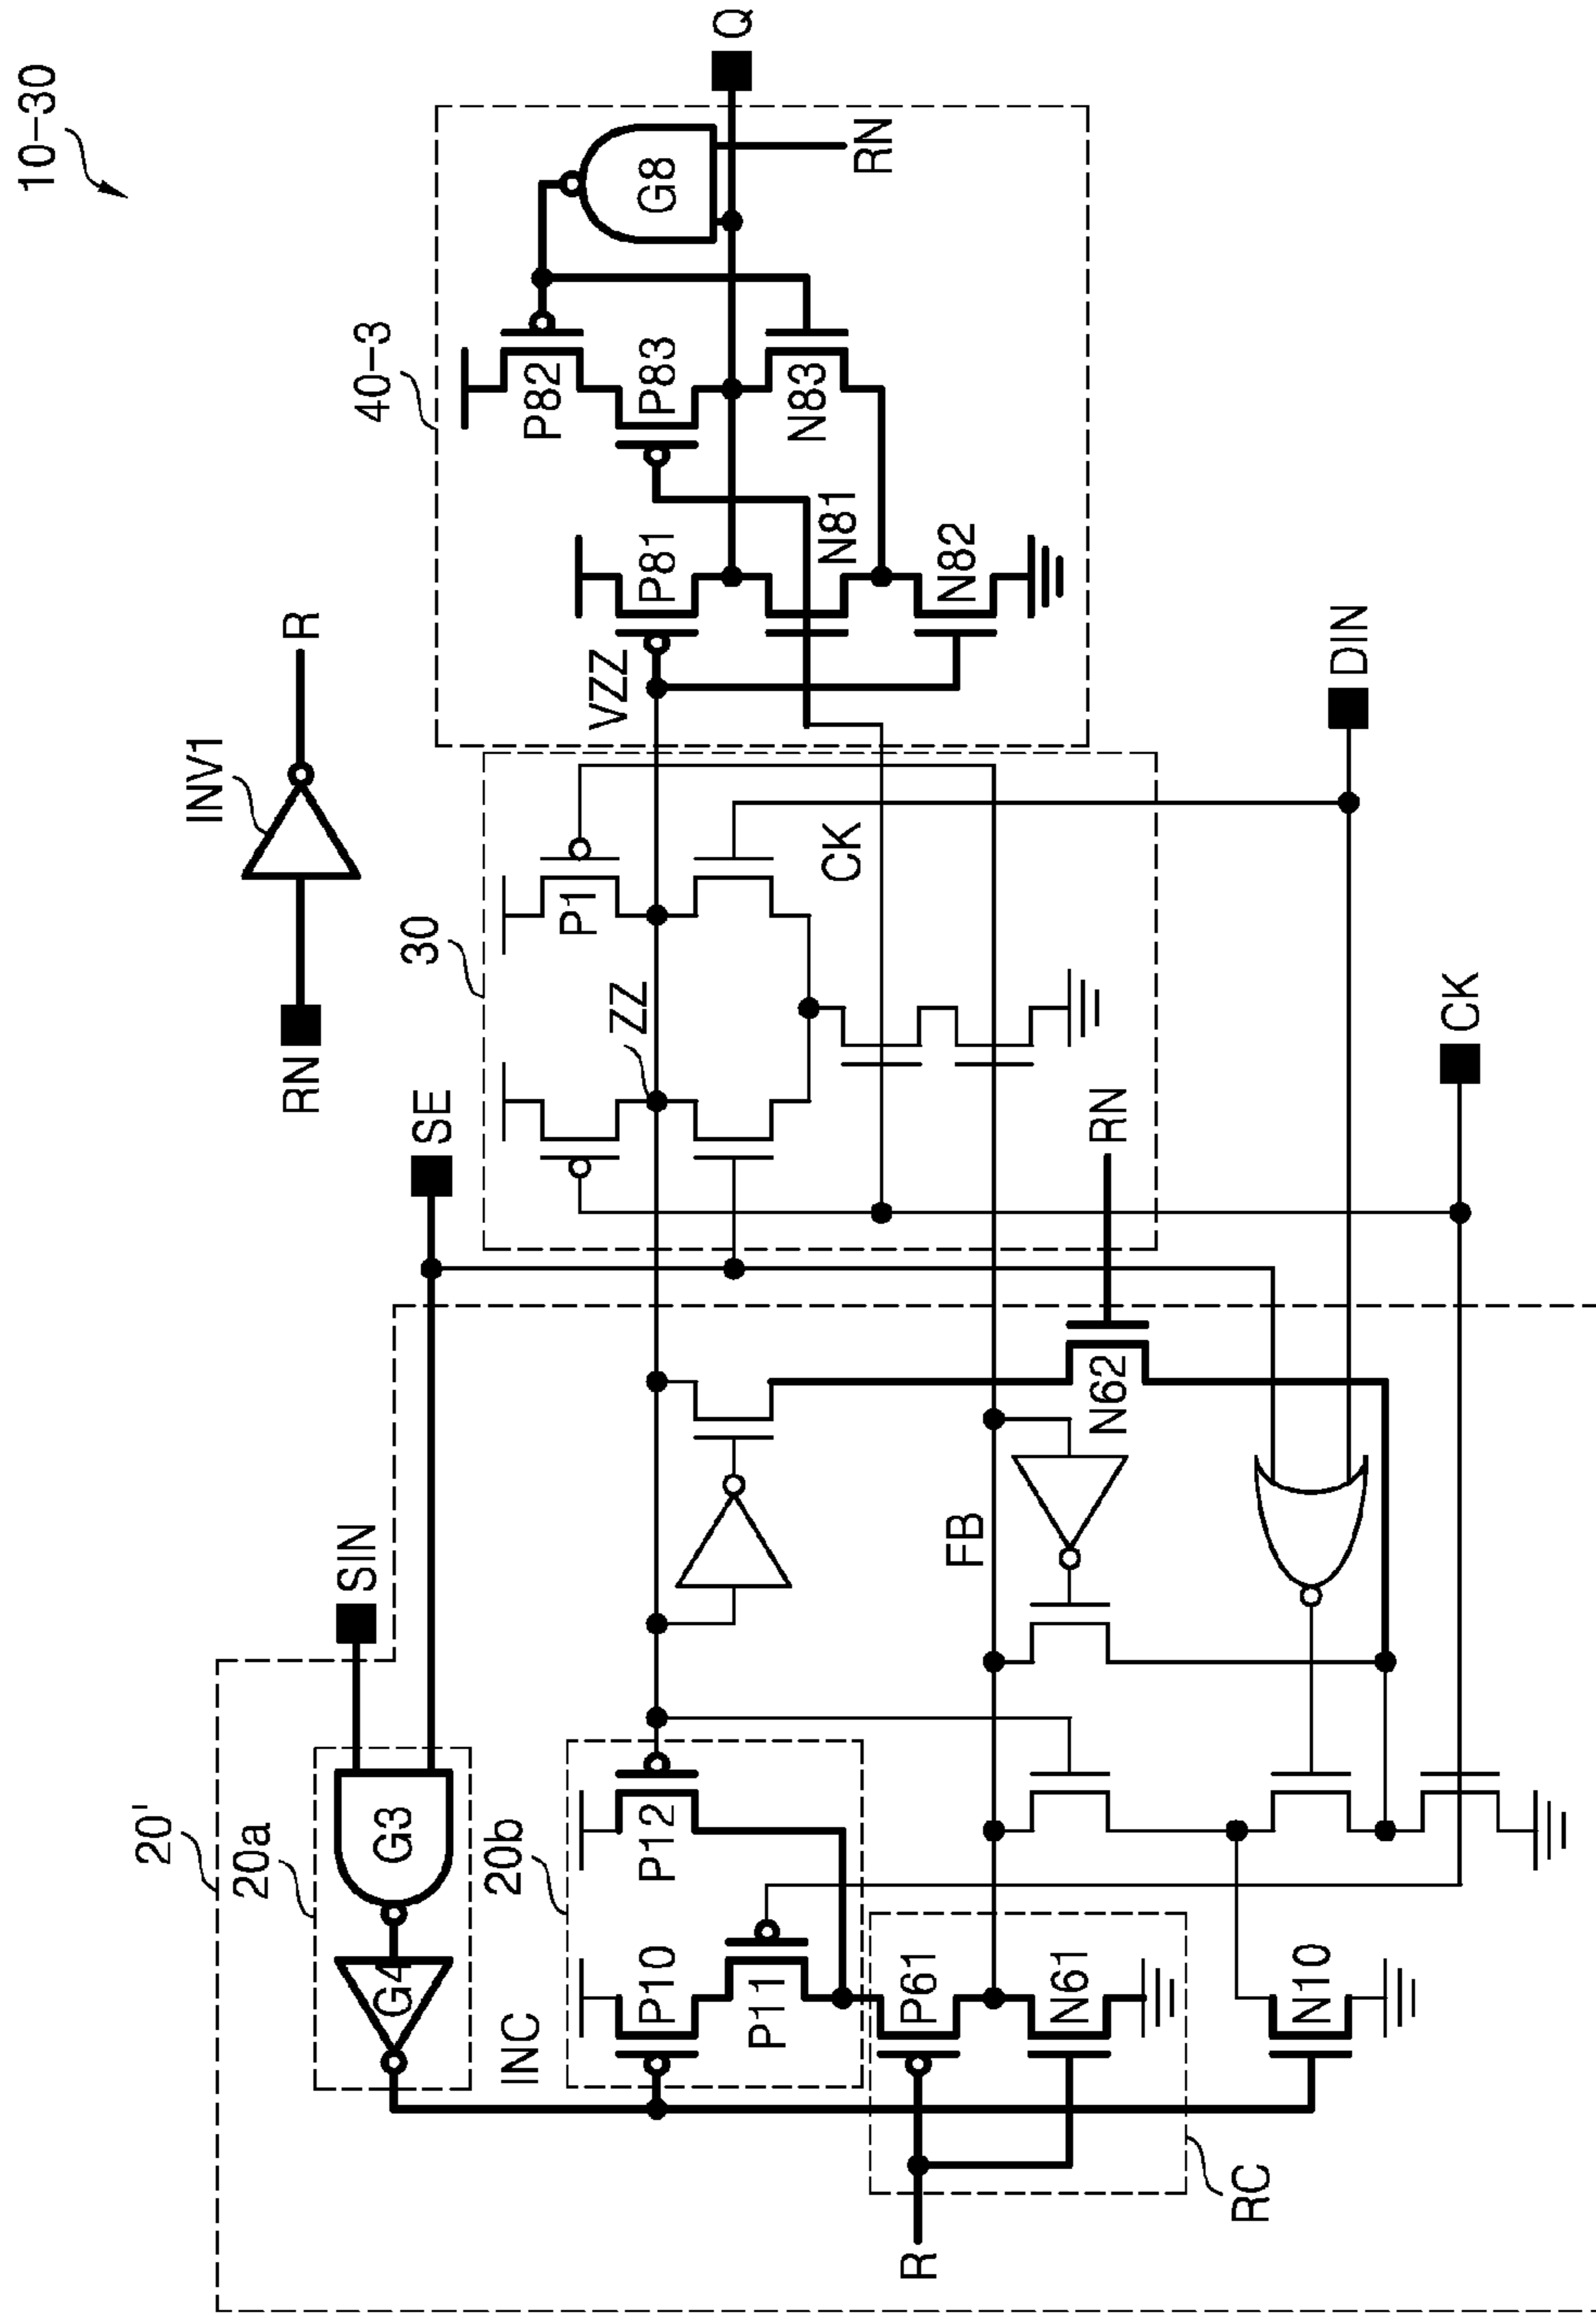 10-30
RN
INV1
R
SIN
SE
20'
20a
G4
G3
INC
20b
P10
P12
P11
R
P61
N61
RC
N10
FB
N62
RN
30
ZZ
P1
CK
40-3
VZZ
P81
P82
P83
N81
N83
N82
G8
RN
Q
DIN
CK